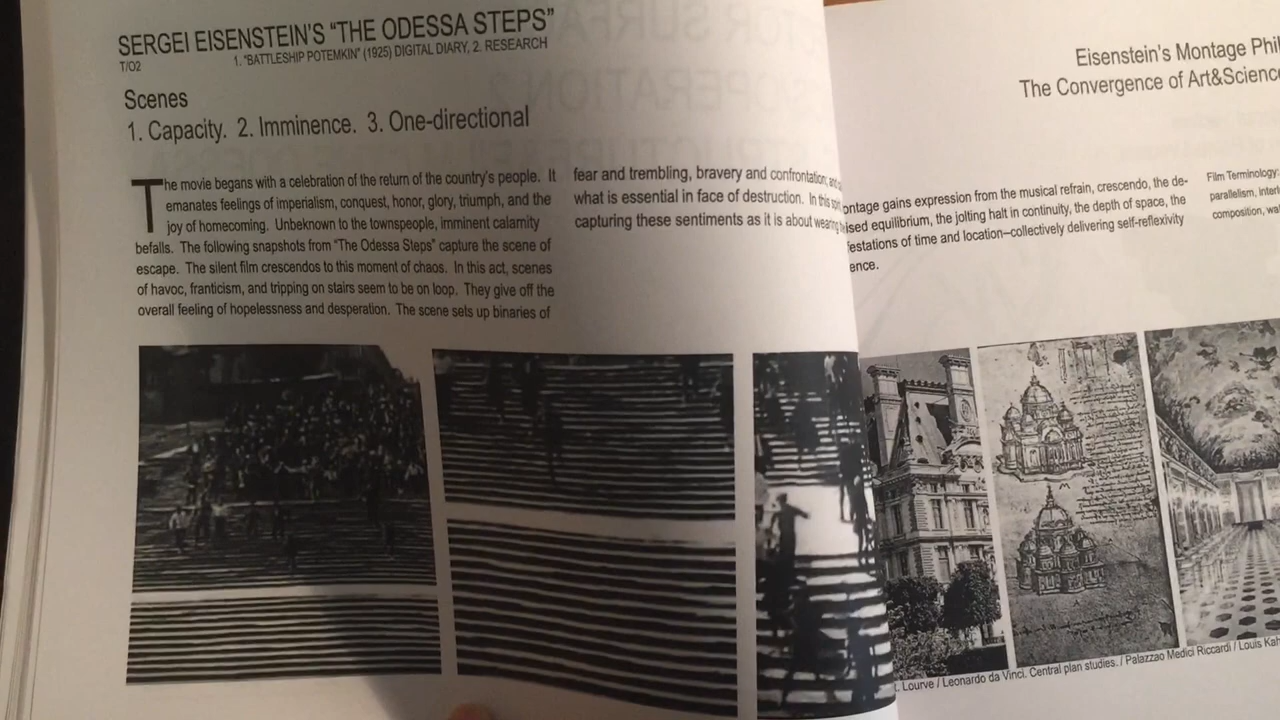 SERGEI EISENSTEIN'S “THE ODESSA STEPS”
T/O2 1. “BATTLESHIP POTEMKIN” (1925) DIGITAL DIARY, 2. RESEARCH
Scenes
1. Capacity. 2. Imminence. 3. One-directional
The movie begans with a celebration of the return of the country's people. It
emanates feelings of imperialism, conquest, honor, glory, triumph, and the
joy of homecoming. Unbeknown to the townspeople, imminent calamity
befalls. The following snapshots from “The Odessa Steps” capture the scene of
escape. The silent film crescendos to this moment of chaos. In this act, scenes
of havoc, franticism, and tripping on stairs seem to be on loop. They give off the
overall feeling of hopelessness and desperation. The scene sets up binaries of
fear and trembling, bravery and confrontation,
what is essential in face of destruction. In this
capturing these sentiments as it is about
Eisenstein's Montage Phil
The Convergence of Art&Science
ontage gains expression from the musical refrain, crescendo, the de-
ised equilibrium, the jolting halt in continuity, the depth of space, the
festations of time and location—collectively delivering self-reflexivity
ence.
Film Terminology:
parallelism,
composition,
Lourve / Leonardo da Vinci. Central plan studies. / Palazzao Medici Riccardi / Louis Kah